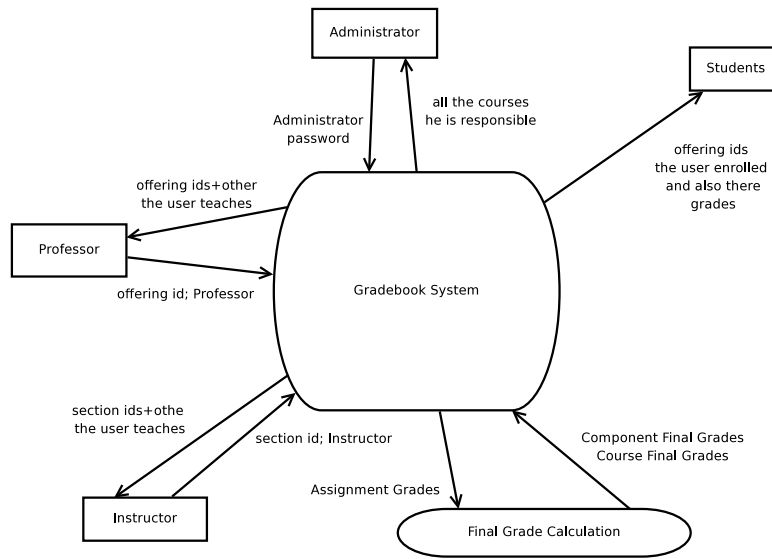 Administrator
Students
Administrator
password
all the courses
he is responsible
offering ids
the user enrolled
and also there
grades
offering ids+other
the user teaches
Professor
offering id; Professor
Gradebook System
section ids+othe
the user teaches
section id; Instructor
Component Final Grades
Course Final Grades
Assignment Grades
Instructor
Final Grade Calculation